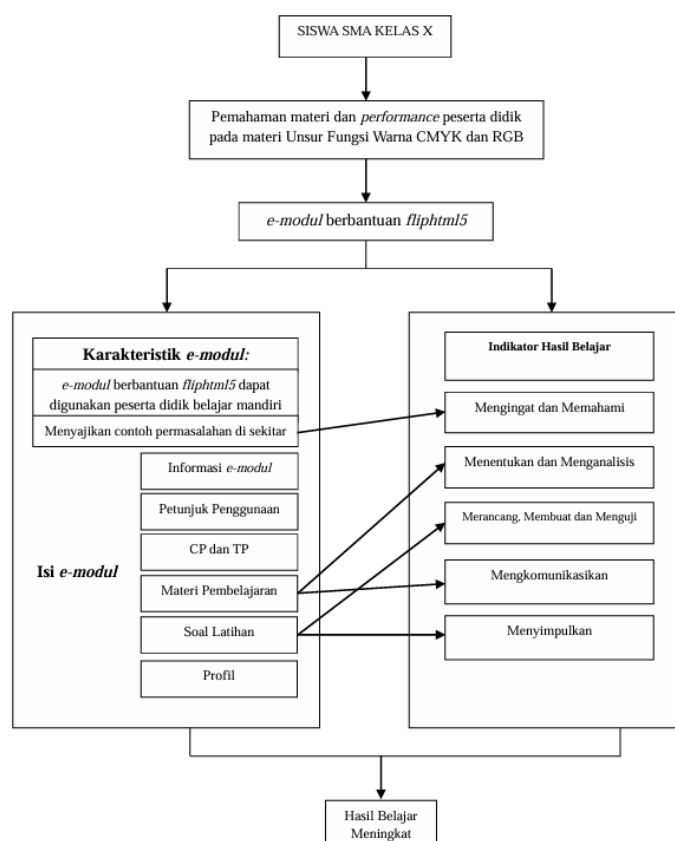 SISWA SMA KELAS X
Pemahaman materi dan performance peserta didik
pada materi Unsur Fungsi Warna CMYK dan RGB
e-modul berbantuan fliphtml5
Karakteristik e-modul:
e-modul berbantuan fliphtml5 dapat
digunakan peserta didik belajar mandiri
Menyajikan contoh permasalahan di sekitar
Isi e-modul
Informasi e-modul
Petunjuk Penggunaan
CP dan TP
Materi Pembelajaran
Soal Latihan
Profil
Indikator Hasil Belajar
Mengingat dan Memahami
Menentukan dan Menganalisis
Merancang, Membuat dan Menguji
Mengkomunikasikan
Menyimpulkan
Hasil Belajar
Meningkat